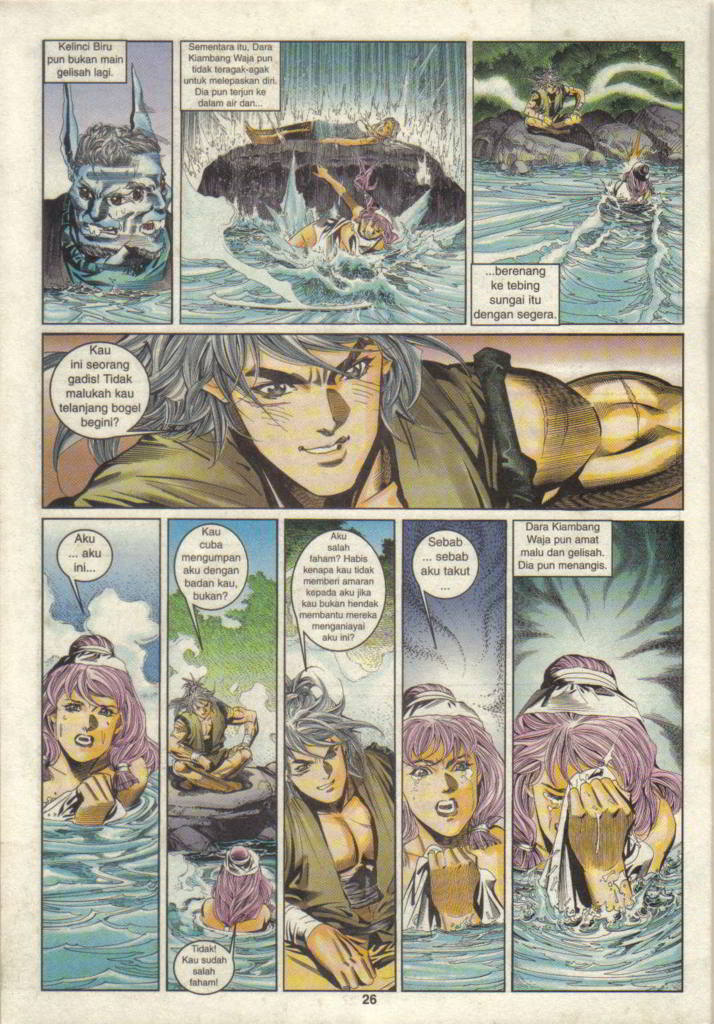 Kelinci Biru
pun bukan main
gelisah lagi.
Sementara itu, Dara
Kiambang Waja pun
tidak teragak-agak
untuk melepaskan diri.
Dia pun terjun ke
dalam air dan...
...berenang
ke tebing
sungai itu
dengan segera.
Kau
ini seorang
gadis! Tidak
malukah kau
telanjang bogel
begini?
Aku
... aku
ini...
Kau
cuba
mengumpan
aku dengan
badan kau,
bukan?
Tidak!
Kau sudah
salah
faham!
Aku
salah
faham? Habis
kenapa kau tidak
memberi amaran
kepada aku jika
kau bukan hendak
membantu mereka
menganiayai
aku ini?
Sebab
... sebab
aku takut
...
Dara Kiambang
Waja pun amat
malu dan gelisah.
Dia pun menangis.
26